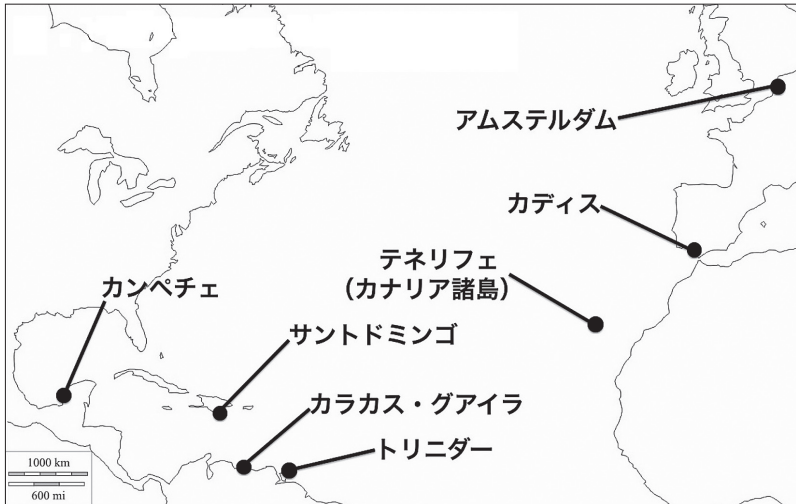 アムステルダム
カディス
テネリフェ
（カナリア諸島）
カンペチェ
サントドミンゴ
カラカス・グアイラ
トリニダー
1000 km
600 mi